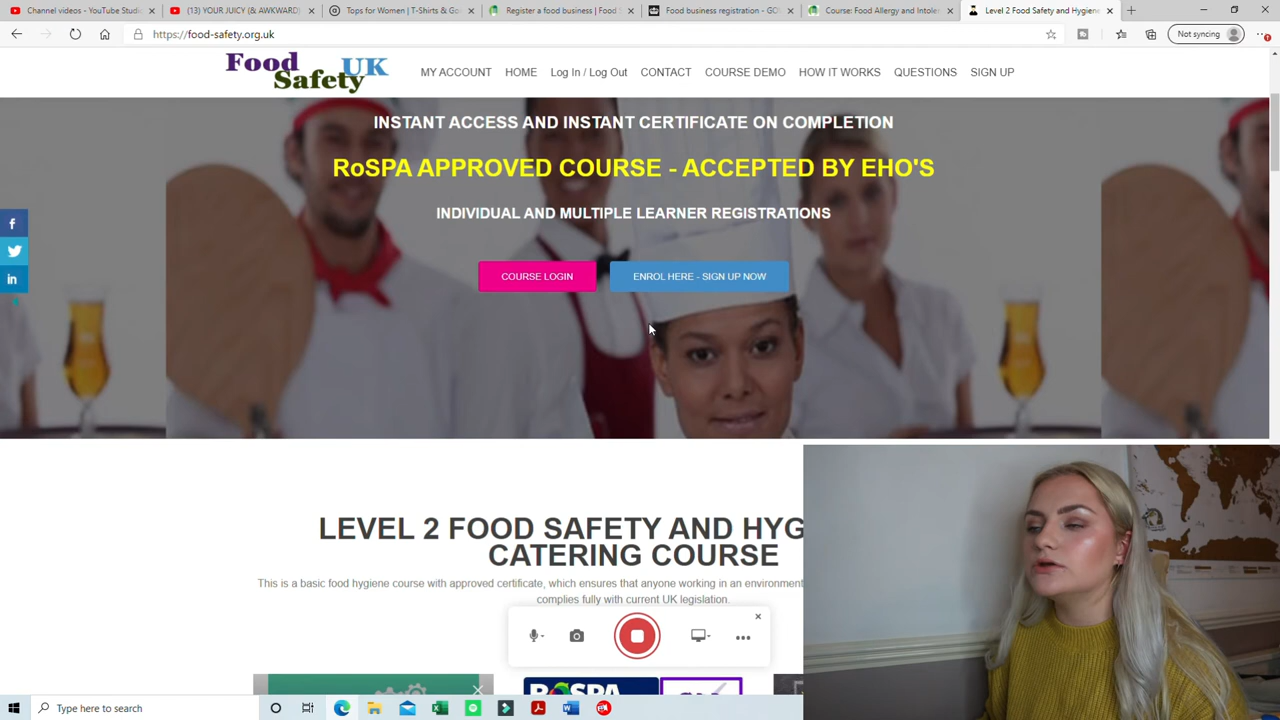 Channel videos - YouTube Studi
(13) YOUR JUICY (& AWKWARD)
Tops for Women | T-Shirts & Go
Register a food business | Food S
Food business registration - GO
Course: Food Allergy and Intole
Level 2 Food Safety and Hygiene
https://food-safety.org.uk
Not syncing
Food Safety UK
MY ACCOUNT HOME Log In / Log Out CONTACT COURSE DEMO HOW IT WORKS QUESTIONS SIGN UP
INSTANT ACCESS AND INSTANT CERTIFICATE ON COMPLETION
RoSPA APPROVED COURSE - ACCEPTED BY EHO'S
INDIVIDUAL AND MULTIPLE LEARNER REGISTRATIONS
COURSE LOGIN
ENROL HERE - SIGN UP NOW
LEVEL 2 FOOD SAFETY AND HYG
CATERING COURSE
This is a basic food hygiene course with approved certificate, which ensures that anyone working in an environment
complies fully with current UK legislation.
RoSPA
Type here to search